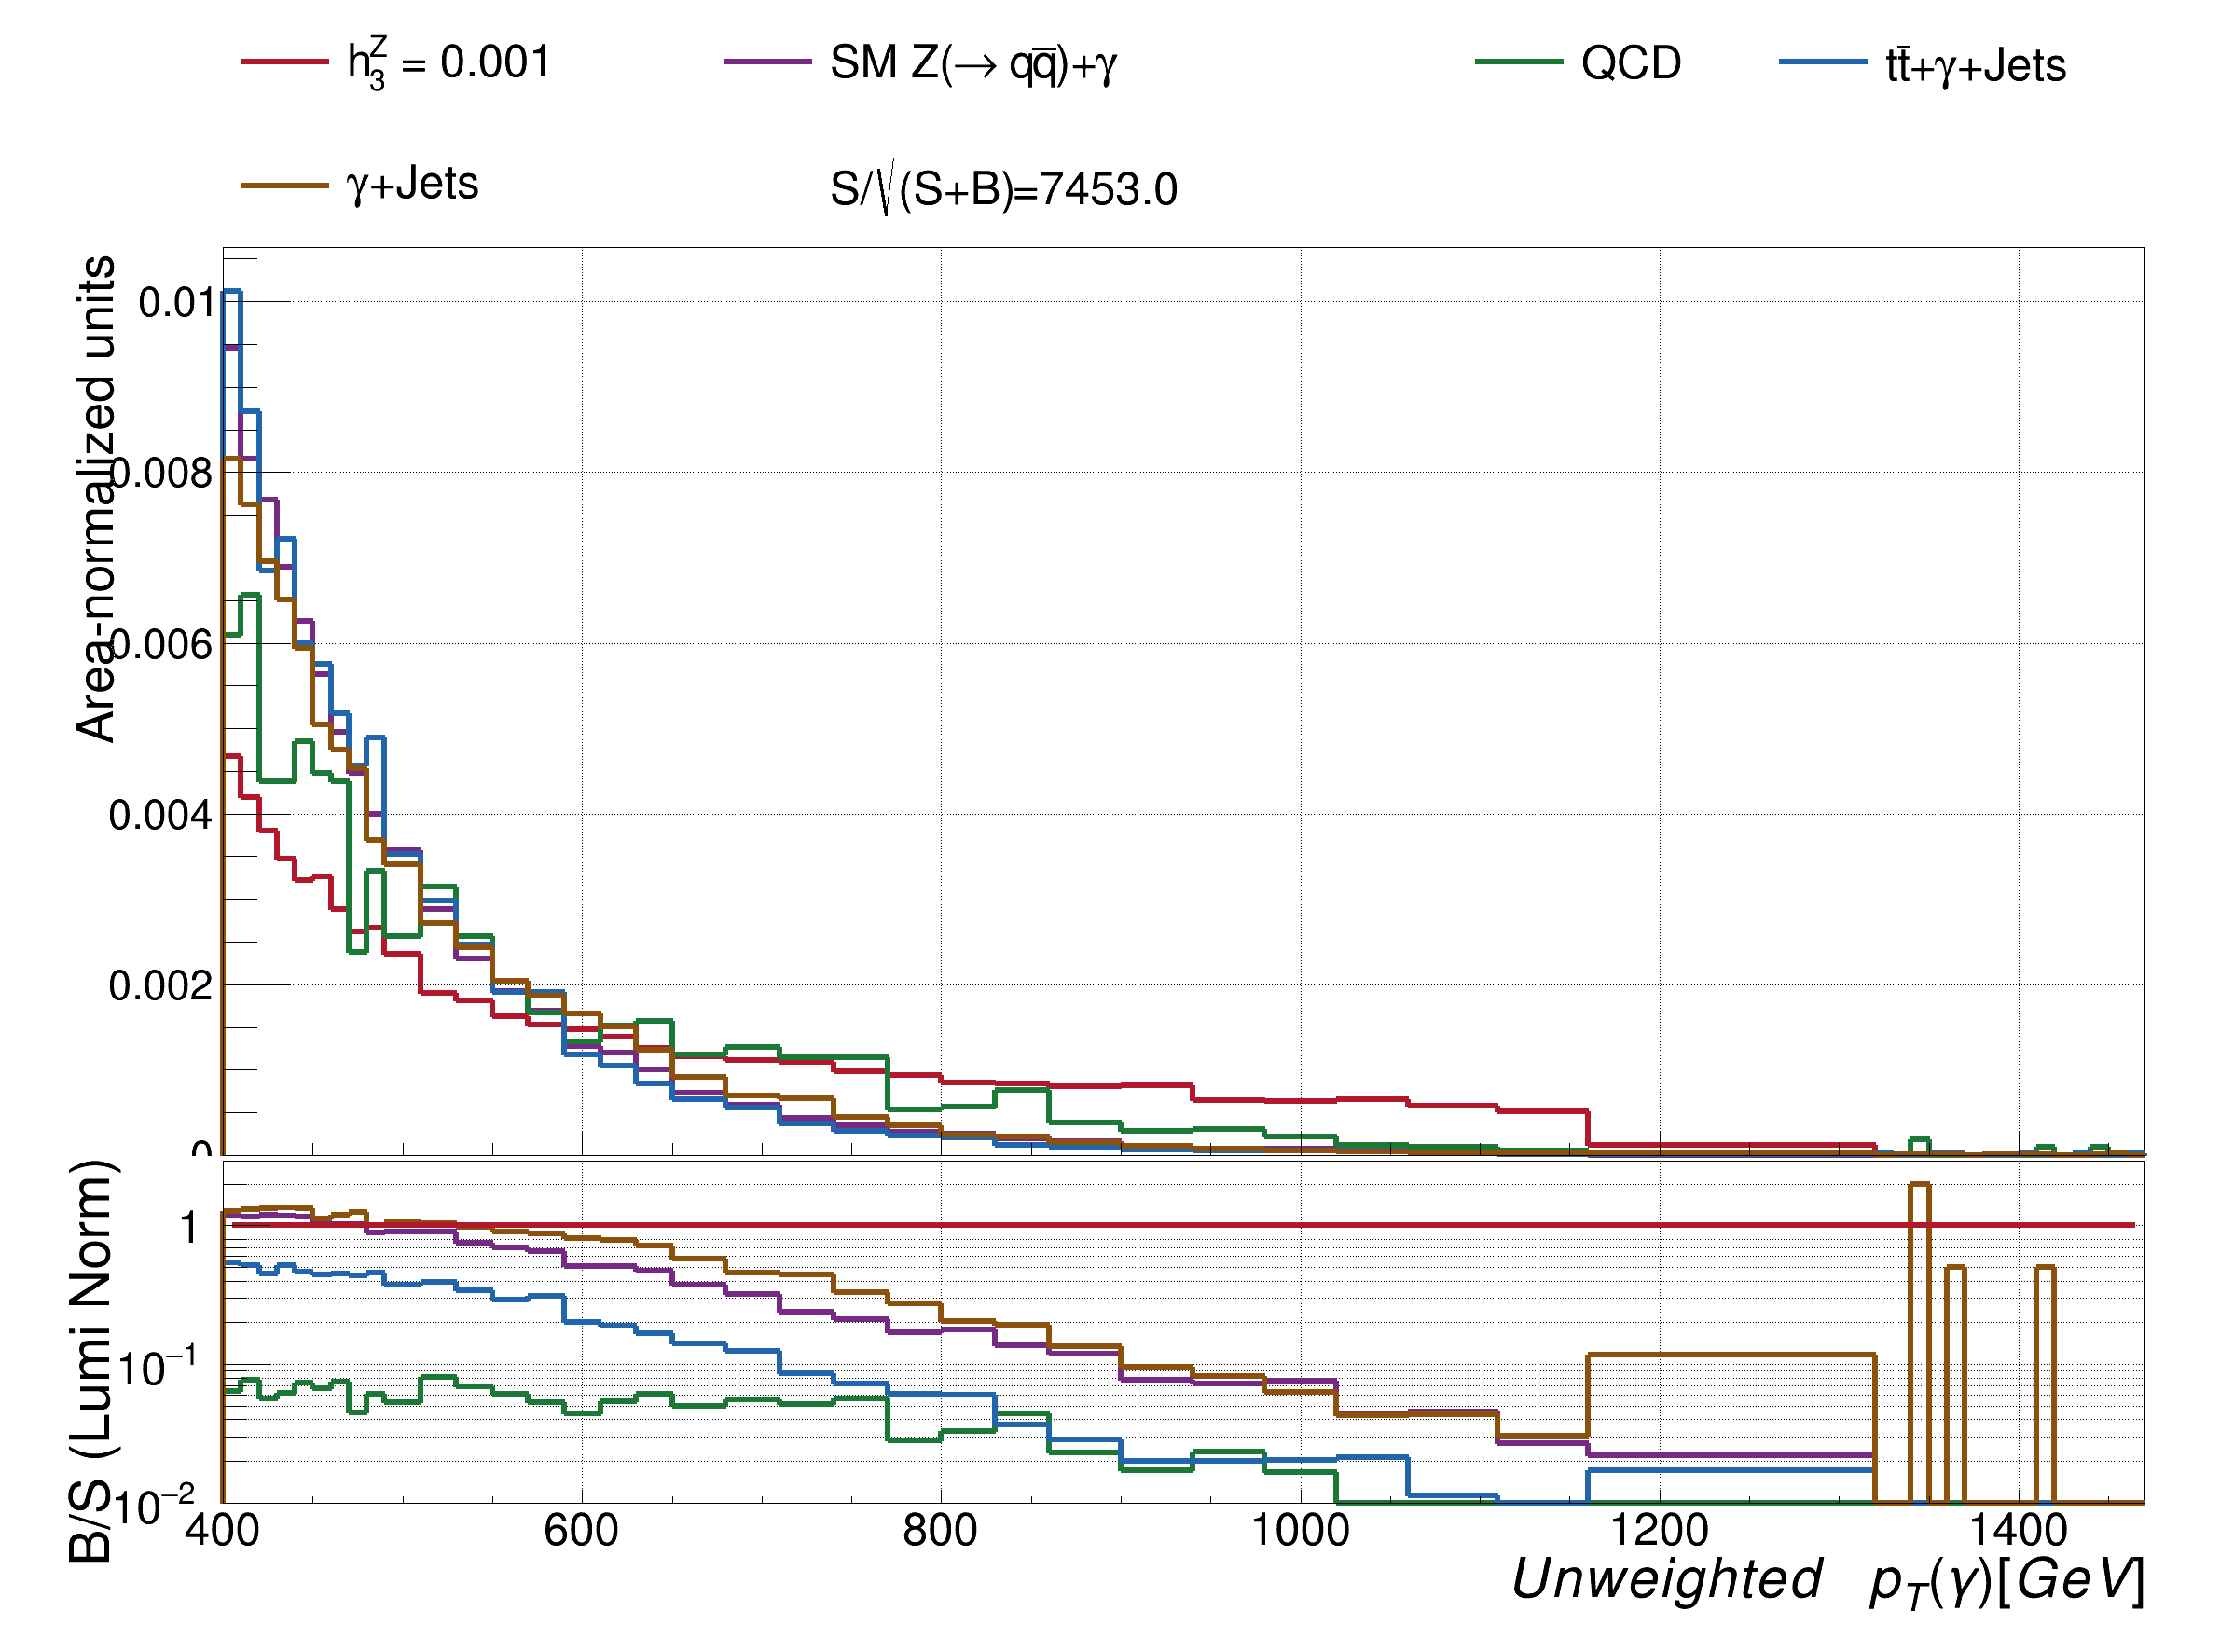 h₃ᶻ = 0.001 SM Z(→ qq̅)+γ QCD tt̄+γ+Jets
γ+Jets S/√(S+B)=7453.0
Area-normalized units
0.01
0.008
0.006
0.004
0.002
0
B/S (Lumi Norm)
1
10⁻¹
10⁻²
400 600 800 1000 1200 1400
Unweighted p_T(γ)[GeV]